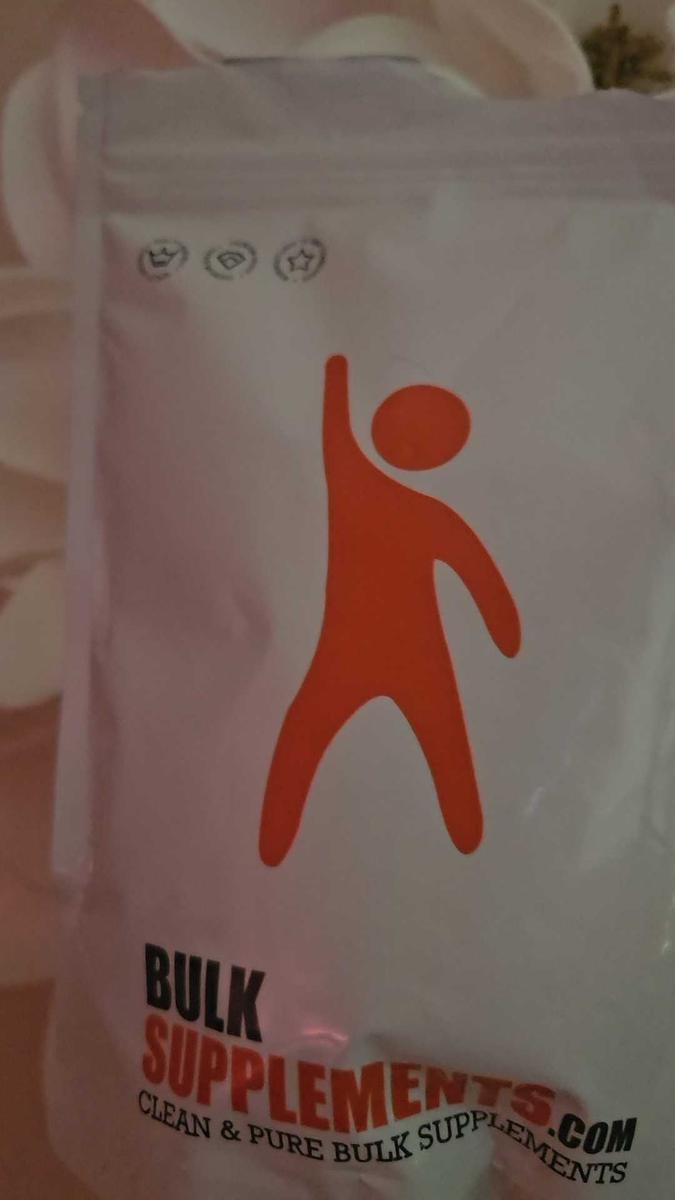 BULK
SUPPLEMENTS.COM
CLEAN & PURE BULK SUPPLEMENTS